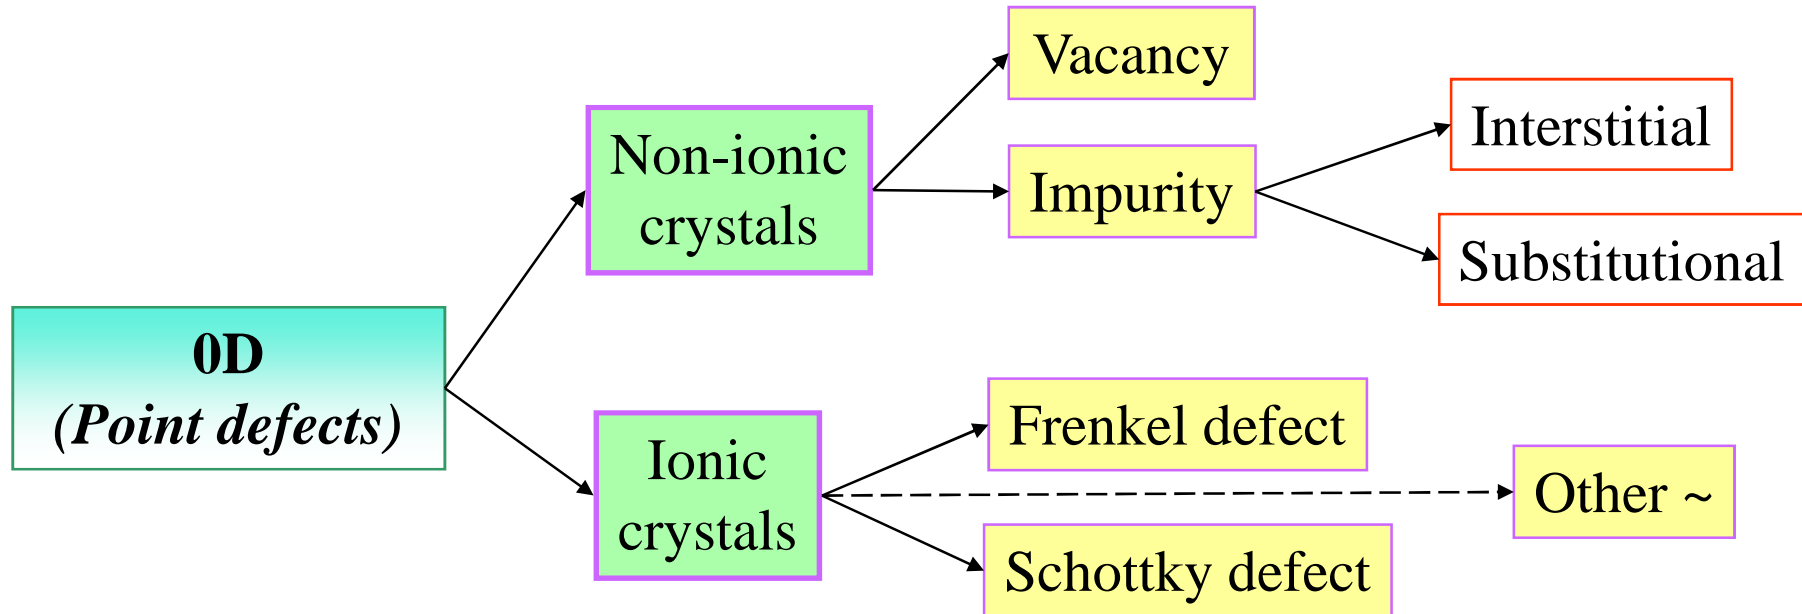 Vacancy
Interstitial
Non-ionic
crystals
Impurity
Substitutional
0D
(Point defects)
Frenkel defect
Ionic
crystals
Other ~
Schottky defect